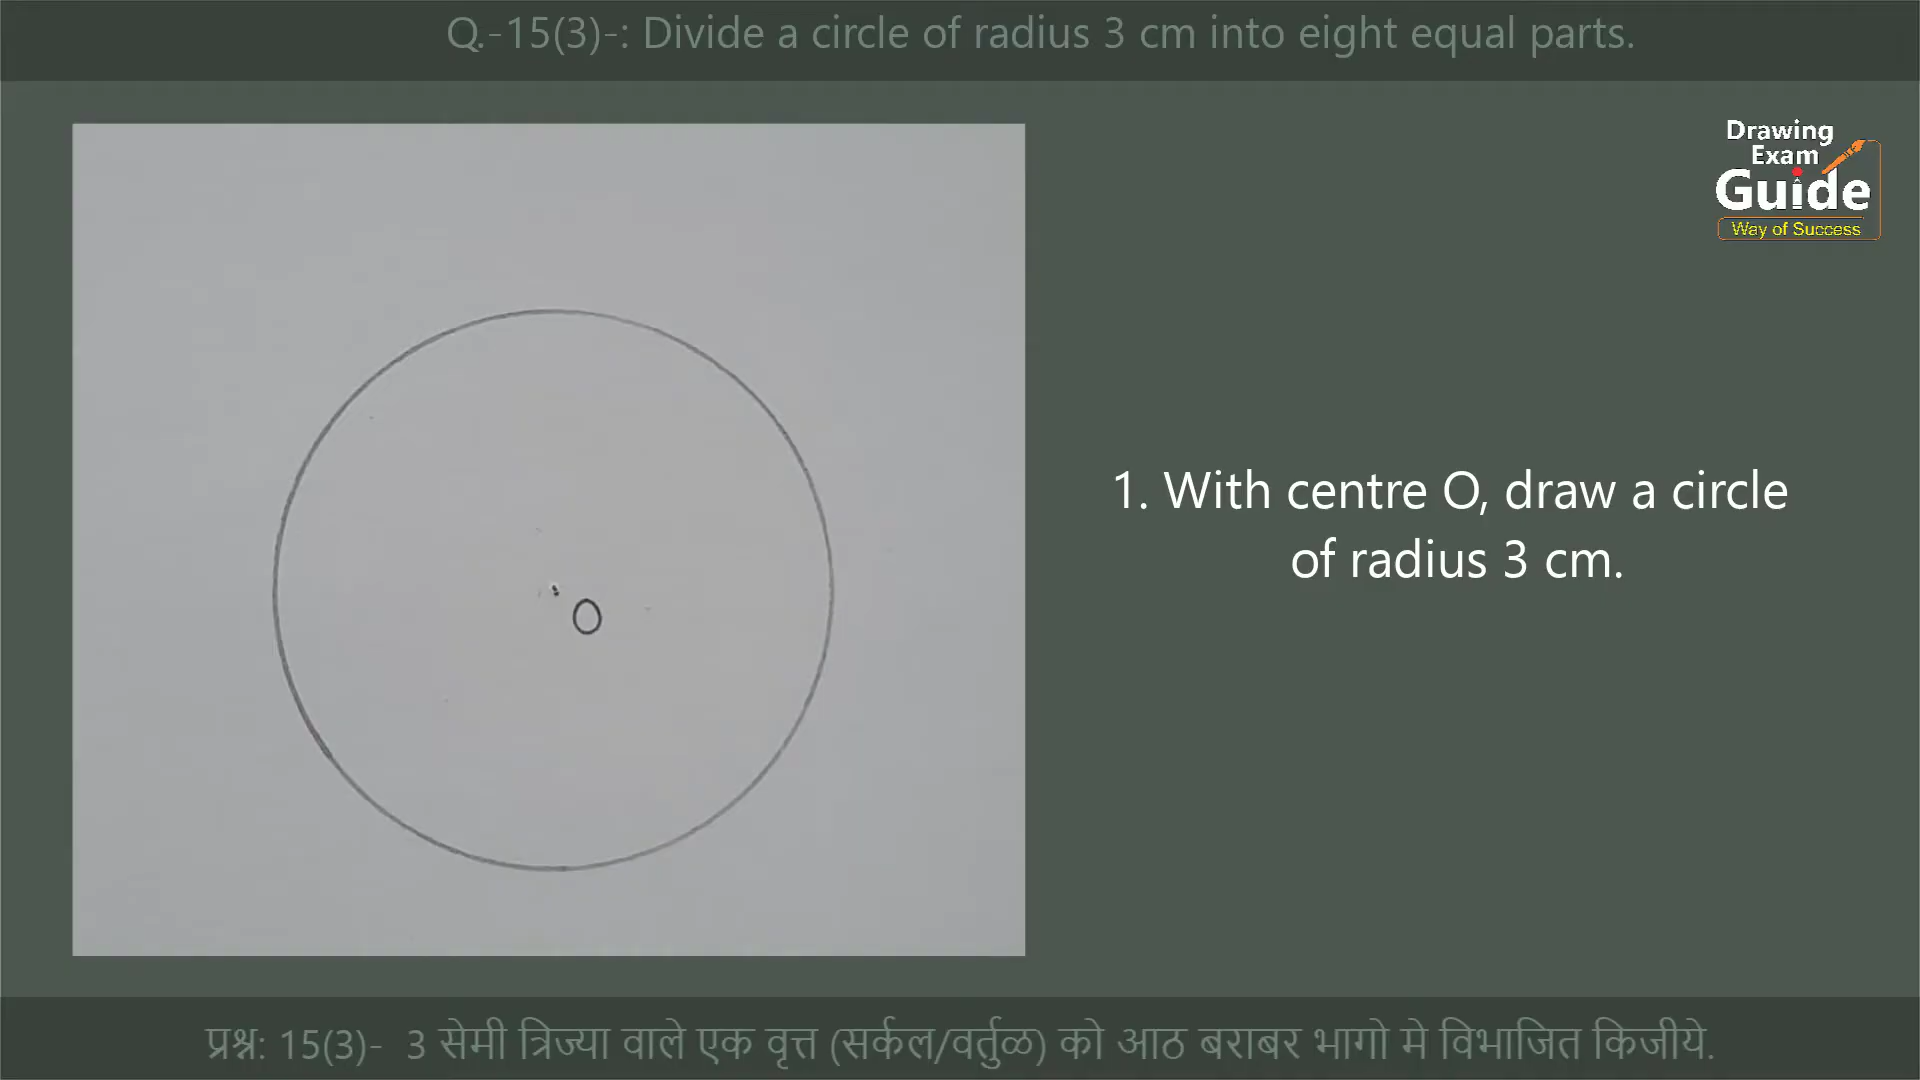 Q.-15(3)-: Divide a circle of radius 3 cm into eight equal parts.
Drawing
Exam
Guide
Way of Success
1. With centre O, draw a circle
of radius 3 cm.
O
प्रश्न: 15(3)- 3 सेमी त्रिज्या वाले एक वृत्त (सर्कल/वर्तुळ) को आठ बराबर भागो मे विभाजित किजीये.